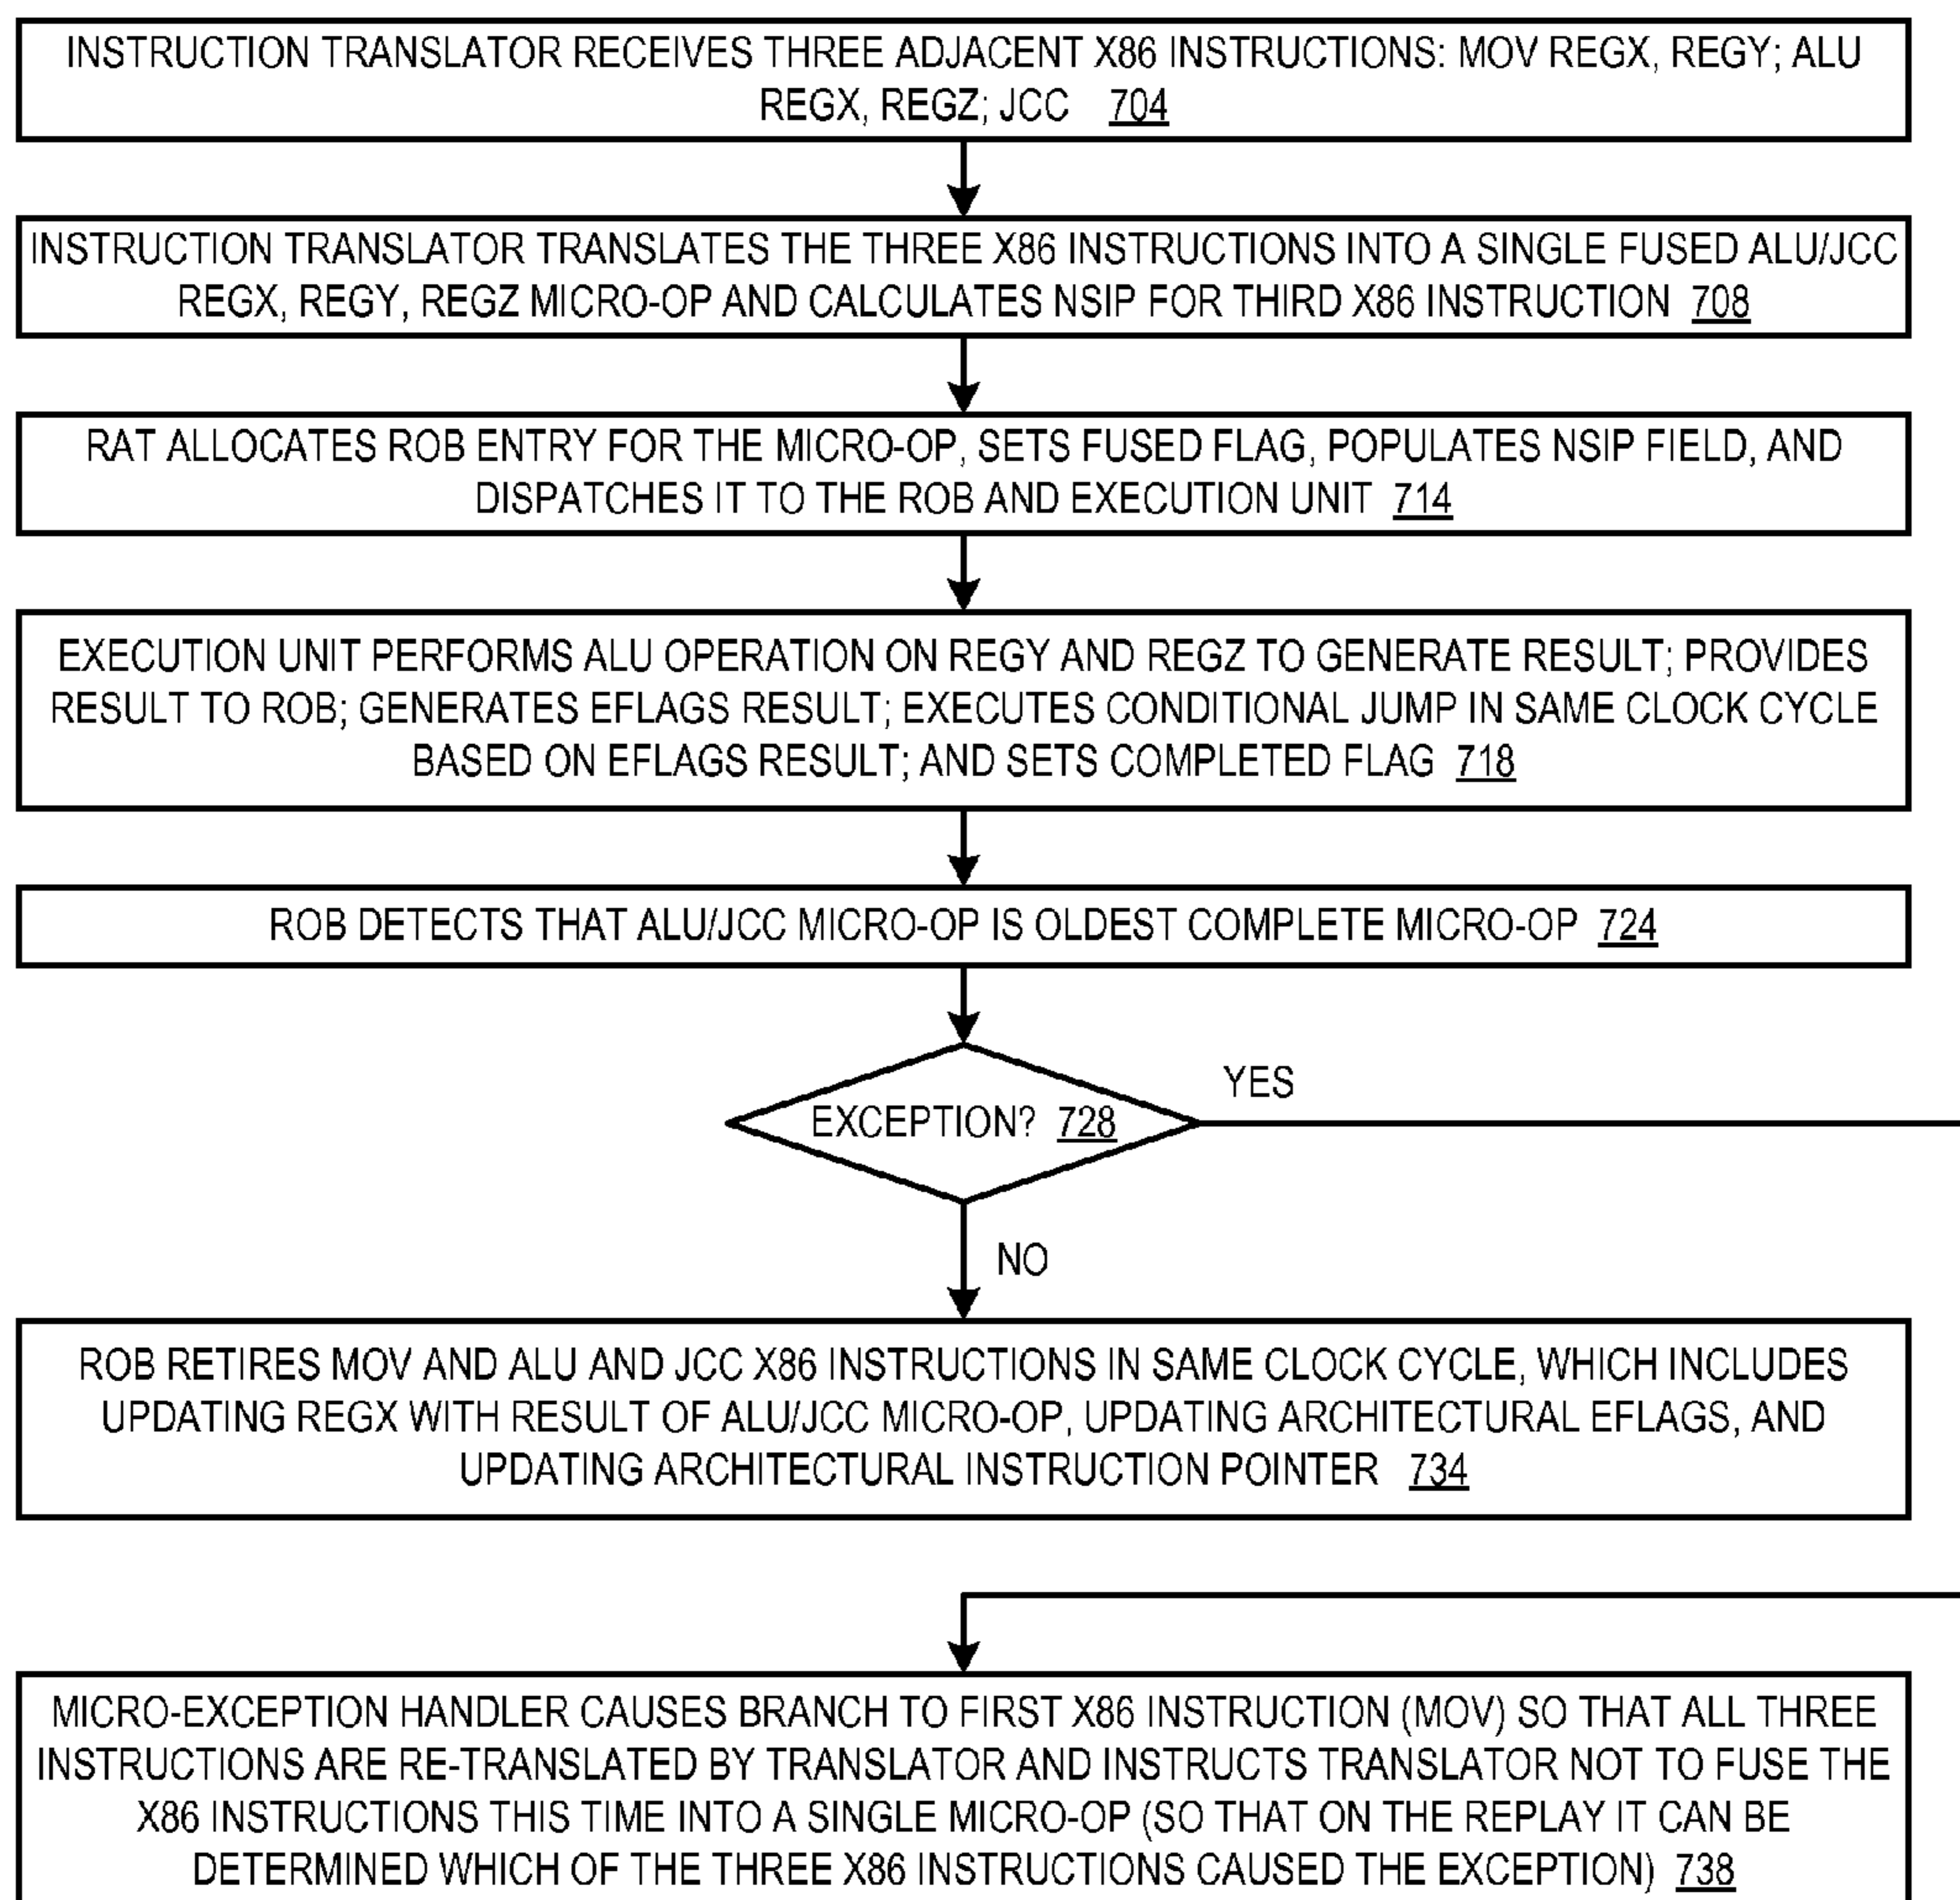 INSTRUCTION TRANSLATOR RECEIVES THREE ADJACENT X86 INSTRUCTIONS: MOV REGX, REGY; ALU
REGX, REGZ; JCC 704
INSTRUCTION TRANSLATOR TRANSLATES THE THREE X86 INSTRUCTIONS INTO A SINGLE FUSED ALU/JCC
REGX, REGY, REGZ MICRO-OP AND CALCULATES NSIP FOR THIRD X86 INSTRUCTION 708
RAT ALLOCATES ROB ENTRY FOR THE MICRO-OP, SETS FUSED FLAG, POPULATES NSIP FIELD, AND
DISPATCHES IT TO THE ROB AND EXECUTION UNIT 714
EXECUTION UNIT PERFORMS ALU OPERATION ON REGY AND REGZ TO GENERATE RESULT; PROVIDES
RESULT TO ROB; GENERATES EFLAGS RESULT; EXECUTES CONDITIONAL JUMP IN SAME CLOCK CYCLE
BASED ON EFLAGS RESULT; AND SETS COMPLETED FLAG 718
ROB DETECTS THAT ALU/JCC MICRO-OP IS OLDEST COMPLETE MICRO-OP 724
YES
EXCEPTION? 728
NO
ROB RETIRES MOV AND ALU AND JCC X86 INSTRUCTIONS IN SAME CLOCK CYCLE, WHICH INCLUDES
UPDATING REGX WITH RESULT OF ALU/JCC MICRO-OP, UPDATING ARCHITECTURAL EFLAGS, AND
UPDATING ARCHITECTURAL INSTRUCTION POINTER 734
MICRO-EXCEPTION HANDLER CAUSES BRANCH TO FIRST X86 INSTRUCTION (MOV) SO THAT ALL THREE
INSTRUCTIONS ARE RE-TRANSLATED BY TRANSLATOR AND INSTRUCTS TRANSLATOR NOT TO FUSE THE
X86 INSTRUCTIONS THIS TIME INTO A SINGLE MICRO-OP (SO THAT ON THE REPLAY IT CAN BE
DETERMINED WHICH OF THE THREE X86 INSTRUCTIONS CAUSED THE EXCEPTION) 738